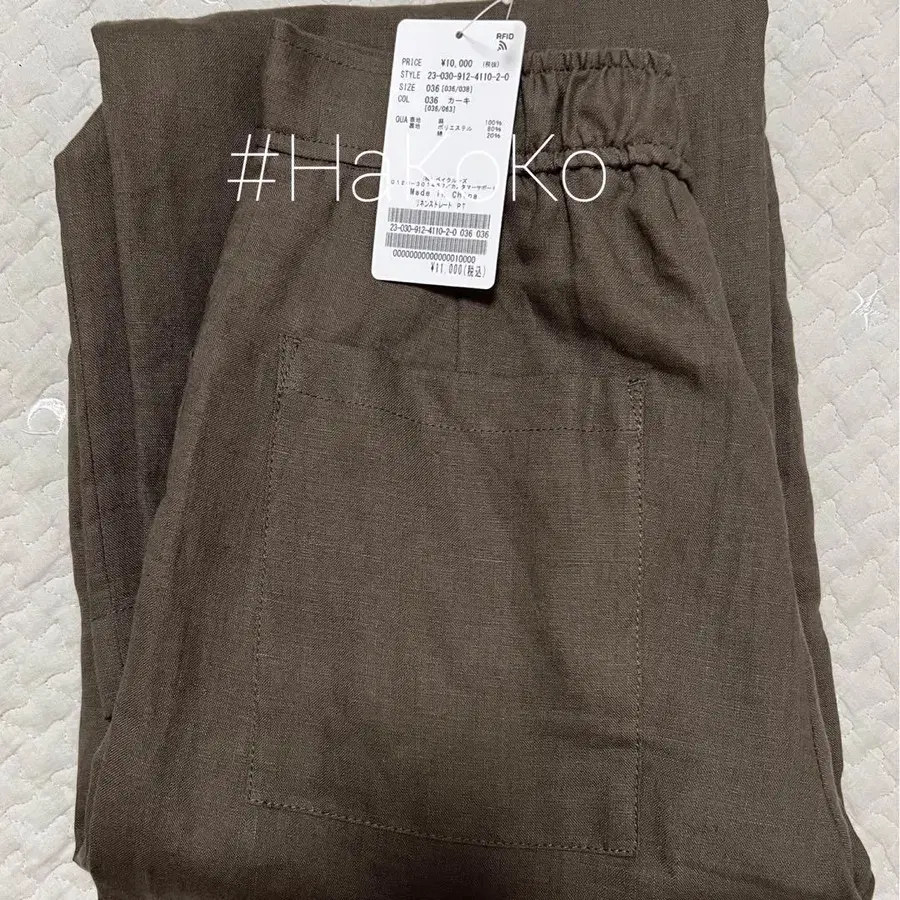 RFID
PRICE ¥10,000 (税抜)
STYLE 23-030-912-4110-2-0
SIZE 036 [036/038]
COL 036 カーキ
[036/063]
QUA 表地 麻 100%
裏地 ポリエステル 80%
綿 20%
#HaKoKo
Made in China
リネンストレート PT
23-030-912-4110-2-0 036 036
¥11,000(税込)